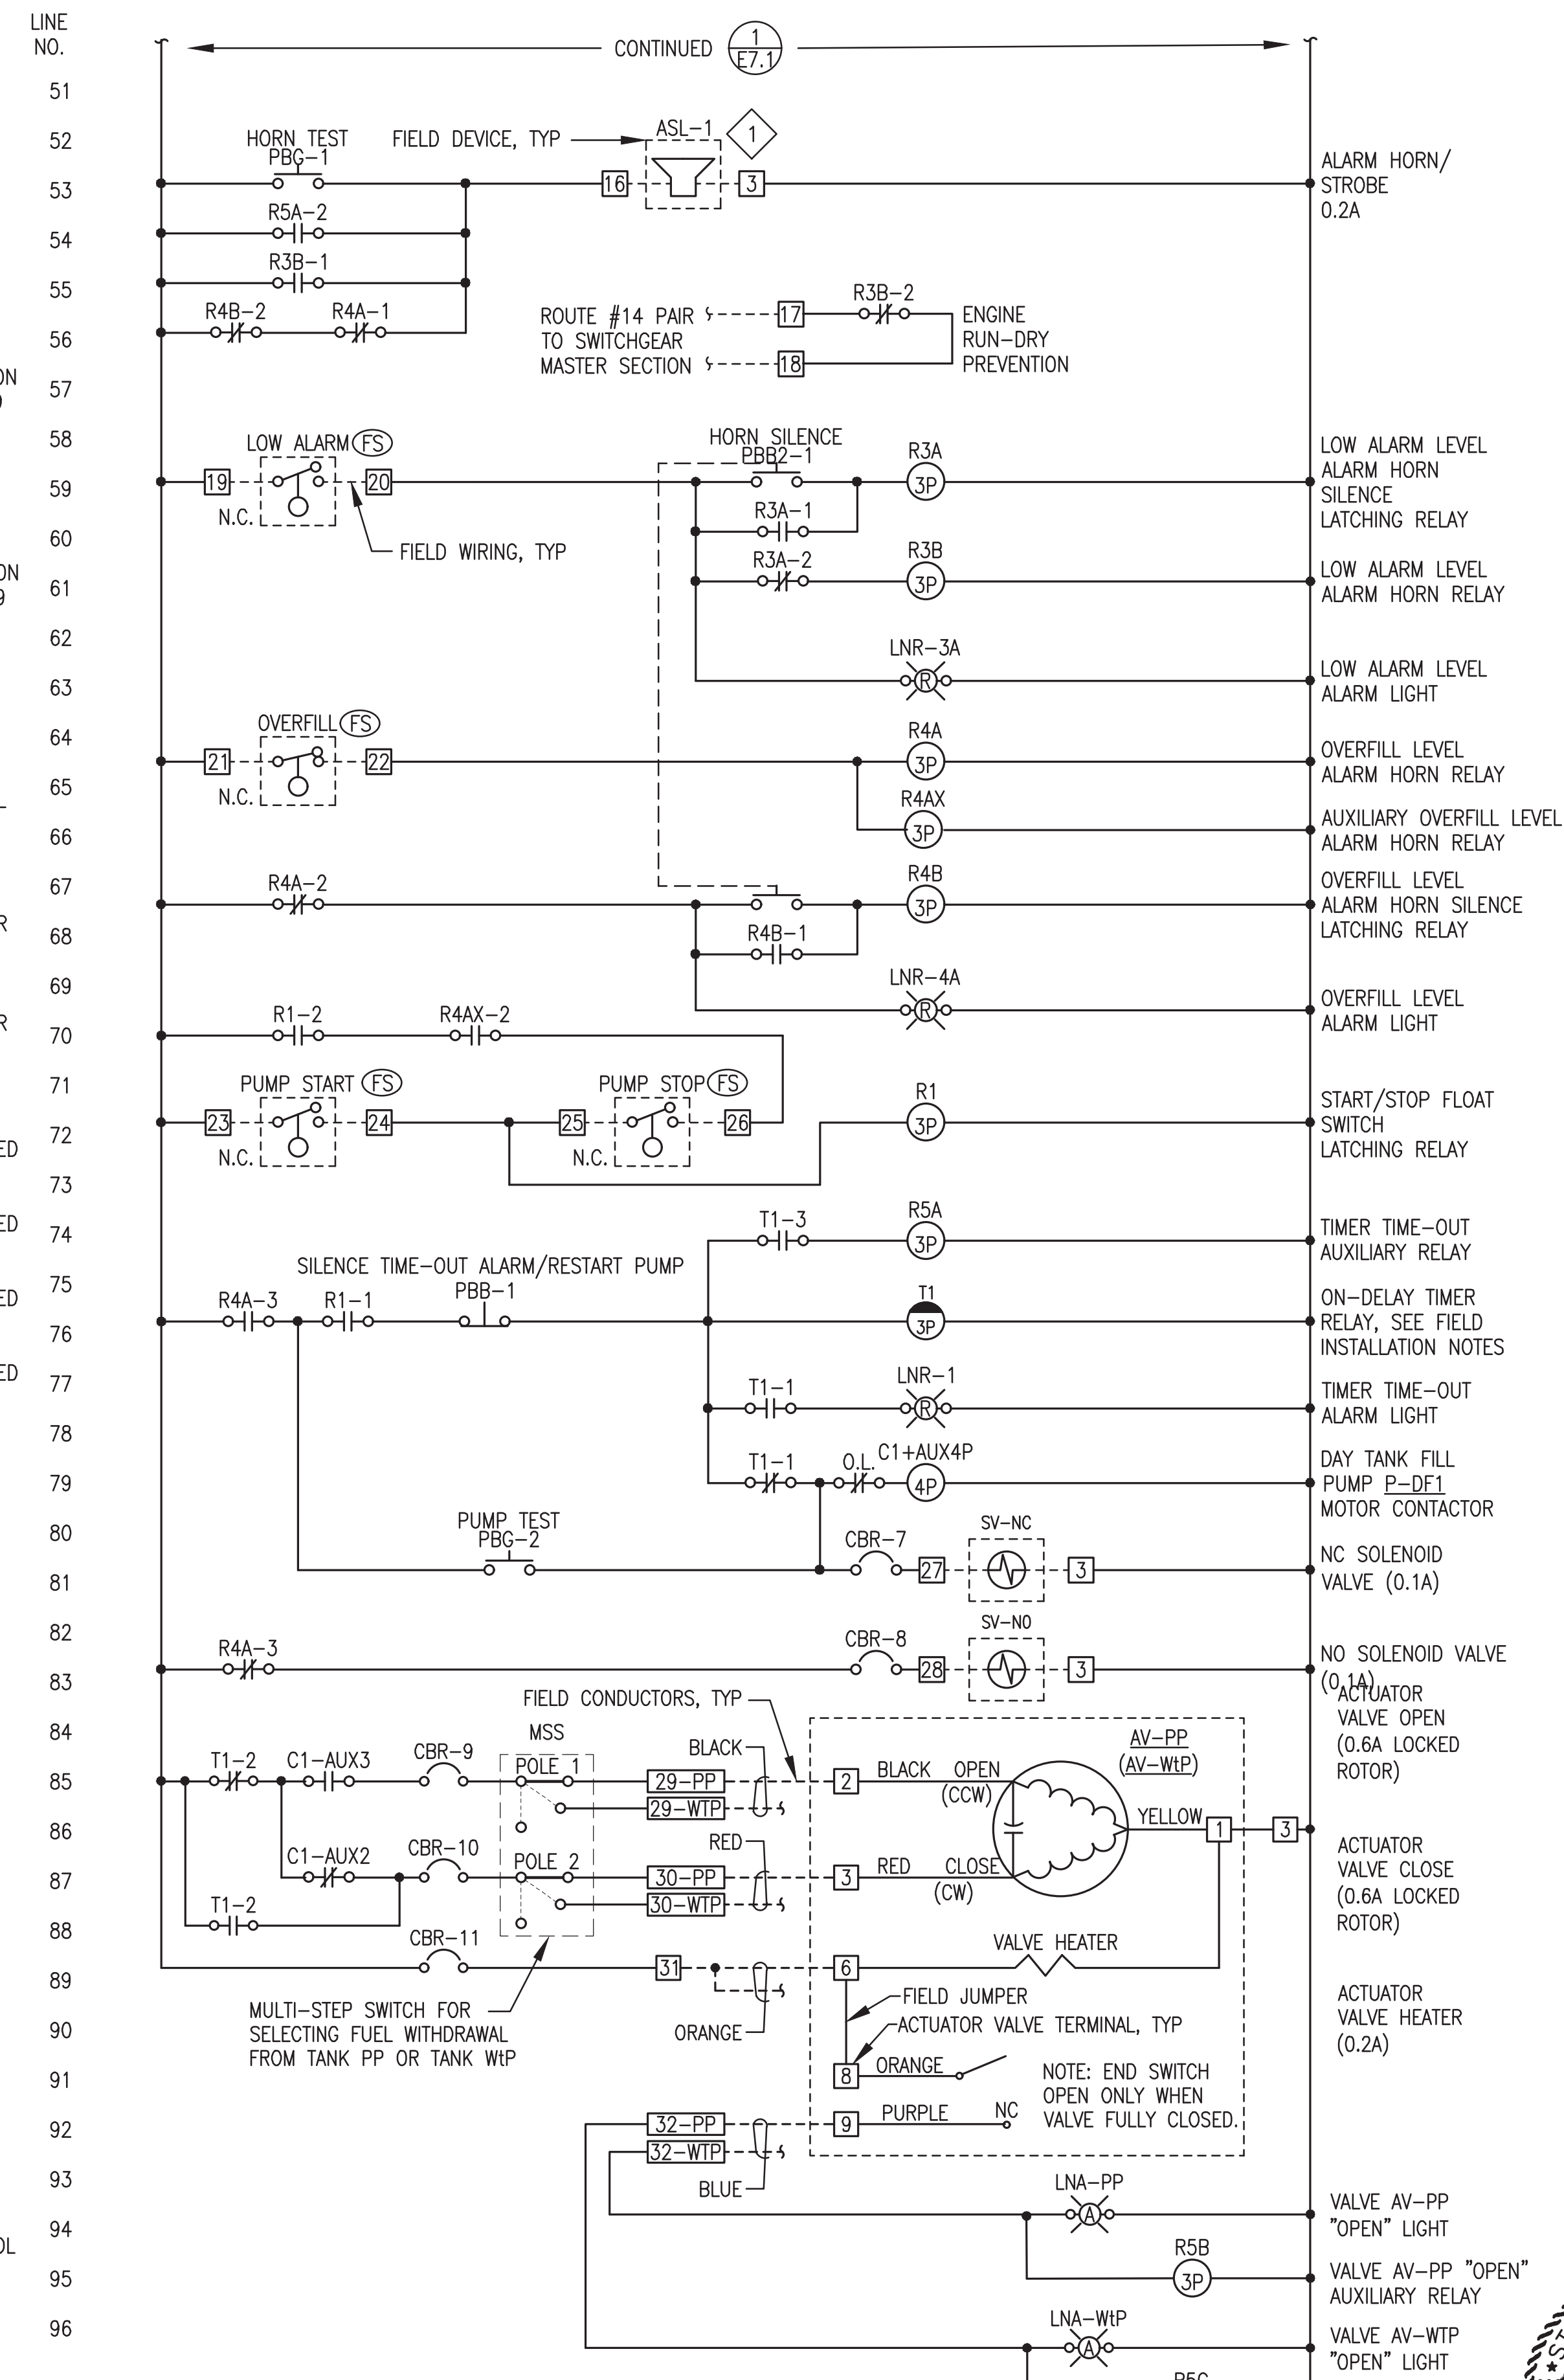 LINE
NO.
CONTINUED
1
E7.1
51
52
HORN TEST
PBG-1
FIELD DEVICE, TYP
ASL-1
1
53
16
3
ALARM HORN/
STROBE
0.2A
R5A-2
54
R3B-1
55
R4B-2
R4A-1
ROUTE #14 PAIR
TO SWITCHGEAR
MASTER SECTION
17
R3B-2
18
ENGINE
RUN-DRY
PREVENTION
56
ON
57
58
LOW ALARM
FS
HORN SILENCE
PBB2-1
R3A
59
19
20
3P
N.C.
LOW ALARM LEVEL
ALARM HORN
SILENCE
LATCHING RELAY
R3A-1
60
FIELD WIRING, TYP
ON
9
R3A-2
R3B
61
3P
LOW ALARM LEVEL
ALARM HORN RELAY
62
LNR-3A
63
R
LOW ALARM LEVEL
ALARM LIGHT
64
OVERFILL
FS
R4A
21
22
3P
OVERFILL LEVEL
ALARM HORN RELAY
65
N.C.
R4AX
66
3P
AUXILIARY OVERFILL LEVEL
ALARM HORN RELAY
67
R4A-2
R4B
3P
OVERFILL LEVEL
ALARM HORN SILENCE
LATCHING RELAY
R
68
R4B-1
69
LNR-4A
R
OVERFILL LEVEL
ALARM LIGHT
R
70
R1-2
R4AX-2
71
PUMP START
FS
PUMP STOP
FS
R1
72
23
24
25
26
3P
N.C.
N.C.
START/STOP FLOAT
SWITCH
LATCHING RELAY
ED
73
74
T1-3
R5A
3P
TIMER TIME-OUT
AUXILIARY RELAY
ED
75
SILENCE TIME-OUT ALARM/RESTART PUMP
PBB-1
R4A-3
R1-1
T1
3P
ON-DELAY TIMER
RELAY, SEE FIELD
INSTALLATION NOTES
ED
76
77
T1-1
LNR-1
R
TIMER TIME-OUT
ALARM LIGHT
ED
78
79
T1-1
O.L.
C1+AUX4P
4P
DAY TANK FILL
PUMP P-DF1
MOTOR CONTACTOR
80
PUMP TEST
PBG-2
CBR-7
SV-NC
81
27
3
NC SOLENOID
VALVE (0.1A)
82
R4A-3
CBR-8
SV-NO
83
28
3
NO SOLENOID VALVE
(0.1A)
84
FIELD CONDUCTORS, TYP
MSS
BLACK
AV-PP
(AV-WtP)
ACTUATOR
VALVE OPEN
(0.6A LOCKED
ROTOR)
85
T1-2
C1-AUX3
CBR-9
POLE 1
29-PP
29-WTP
2
BLACK OPEN
(CCW)
YELLOW
1
3
86
C1-AUX2
CBR-10
POLE 2
RED
30-PP
30-WTP
3
RED CLOSE
(CW)
ACTUATOR
VALVE CLOSE
(0.6A LOCKED
ROTOR)
87
T1-2
88
CBR-11
31
6
VALVE HEATER
89
MULTI-STEP SWITCH FOR
SELECTING FUEL WITHDRAWAL
FROM TANK PP OR TANK WtP
ORANGE
FIELD JUMPER
ACTUATOR VALVE TERMINAL, TYP
ACTUATOR
VALVE HEATER
(0.2A)
90
91
8
ORANGE
NOTE: END SWITCH
OPEN ONLY WHEN
VALVE FULLY CLOSED.
92
32-PP
32-WTP
9
PURPLE
NC
93
BLUE
LNA-PP
94
A
VALVE AV-PP
"OPEN" LIGHT
OL
R5B
95
3P
VALVE AV-PP "OPEN"
AUXILIARY RELAY
96
LNA-WtP
A
VALVE AV-WTP
"OPEN" LIGHT